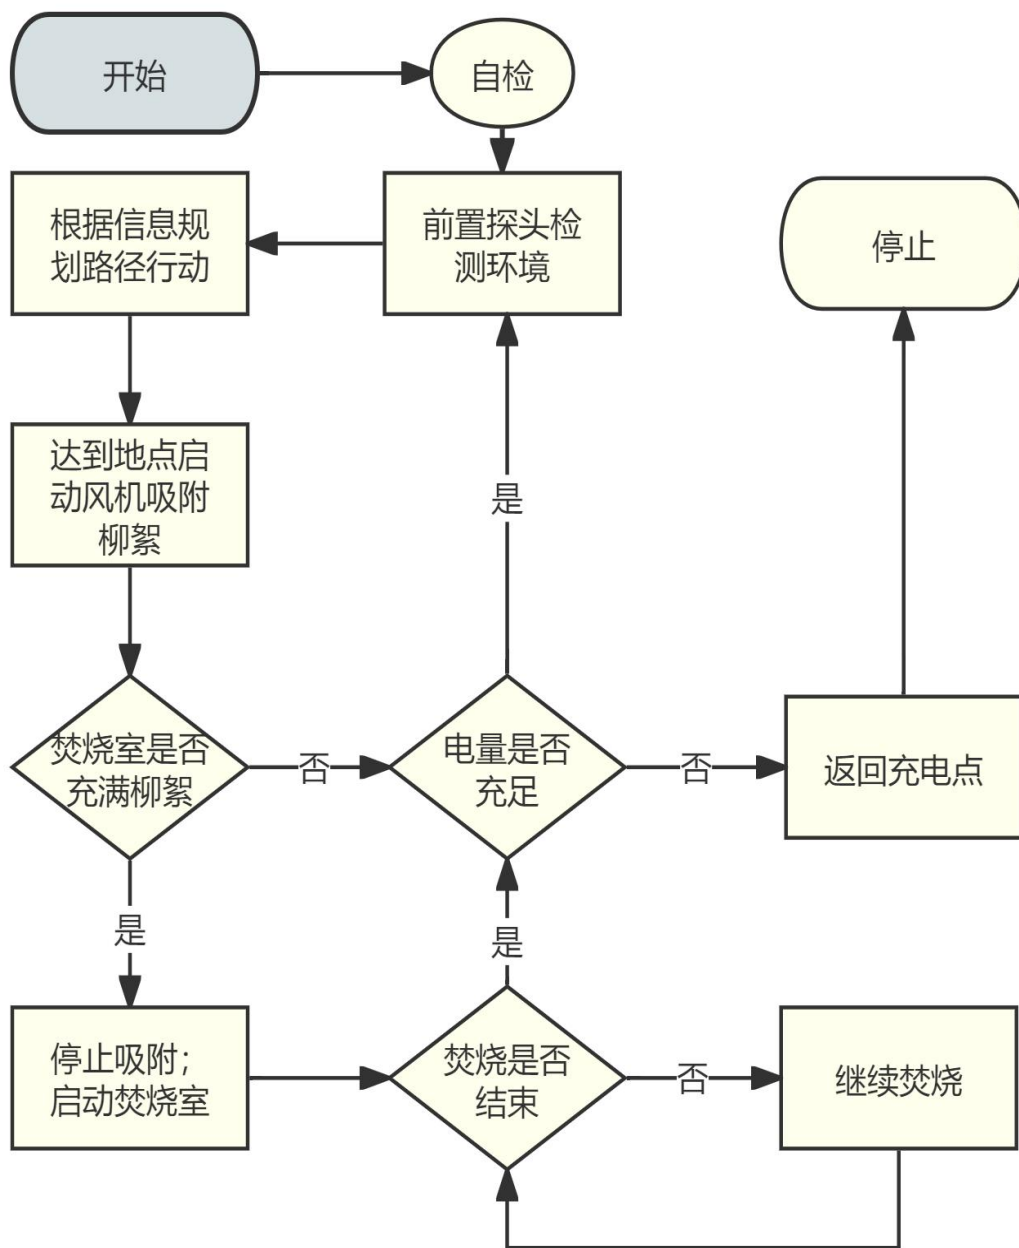 开始
自检
根据信息规
划路径行动
前置探头检
测环境
停止
达到地点启
动风机吸附
柳絮
是
焚烧室是否
充满柳絮
否
电量是否
充足
否
返回充电点
是
是
停止吸附；
启动焚烧室
焚烧是否
结束
否
继续焚烧